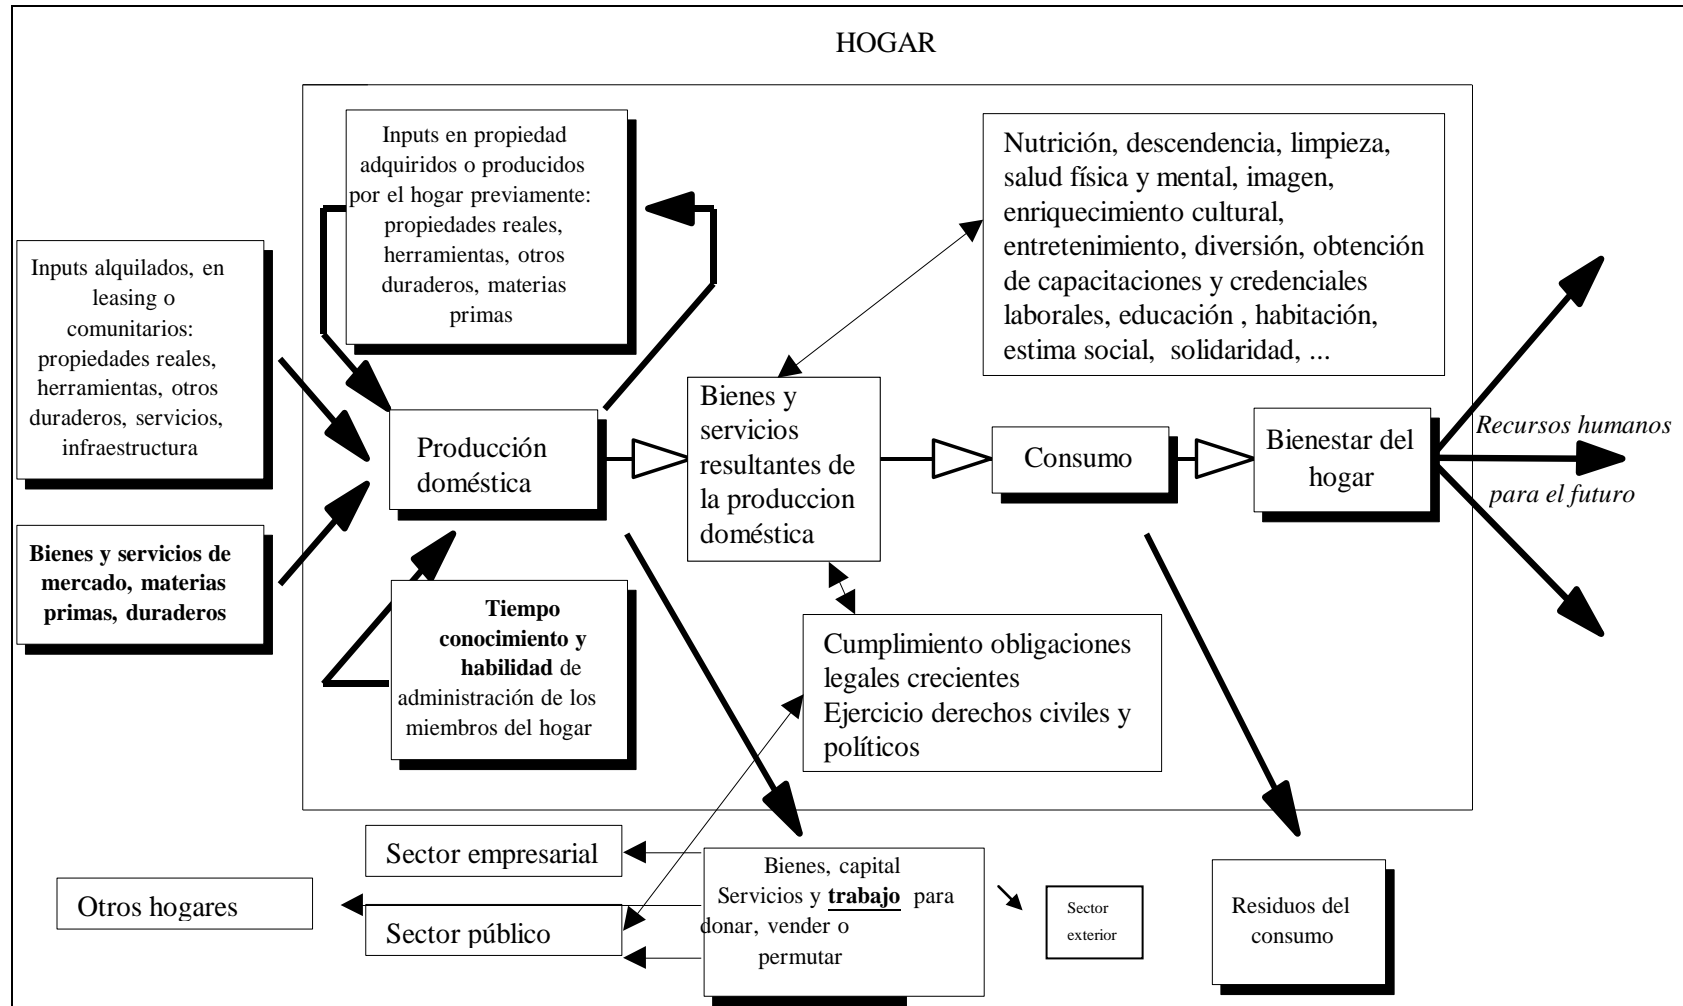 HOGAR
Inputs en propiedad
adquiridos o producidos
por el hogar previamente:
propiedades reales,
herramientas, otros
duraderos, materias
primas
Nutrición, descendencia, limpieza,
salud física y mental, imagen,
enriquecimiento cultural,
entretenimiento, diversión, obtención
de capacitaciones y credenciales
laborales, educación , habitación,
estima social, solidaridad, ...
Inputs alquilados, en
leasing o
comunitarios:
propiedades reales,
herramientas, otros
duraderos, servicios,
infraestructura
Bienes y servicios de
mercado, materias
primas, duraderos
Producción
doméstica
Bienes y
servicios
resultantes de
la produccion
doméstica
Consumo
Bienestar del
hogar
Recursos humanos
para el futuro
Tiempo
conocimiento y
habilidad de
administración de los
miembros del hogar
Cumplimiento obligaciones
legales crecientes
Ejercicio derechos civiles y
políticos
Sector empresarial
Otros hogares
Sector público
Bienes, capital
Servicios y trabajo para
donar, vender o
permutar
Sector
exterior
Residuos del
consumo